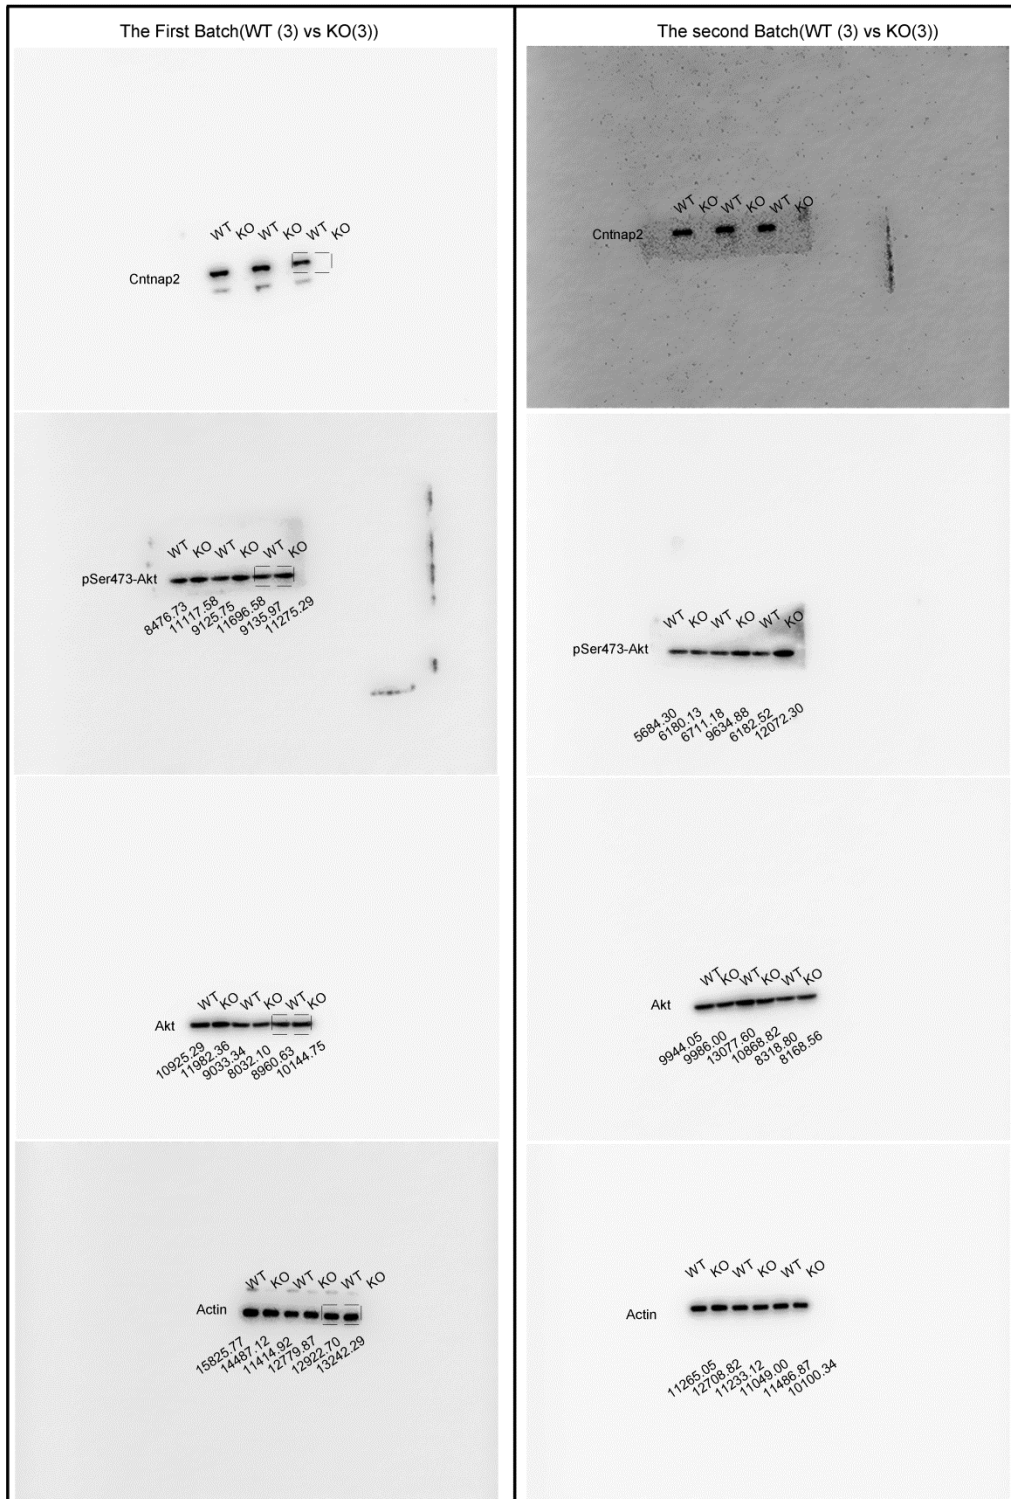 The First Batch(WT (3) vs KO(3))
WT KO WT KO WT KO
Cntnap2
WT KO WT KO WT KO
pSer473-Akt
8476.73 11117.58 9125.75 11696.58 9135.97 11275.29
WT KO WT KO WT KO
Akt
10925.29 11982.36 9033.34 8032.10 8960.63 10144.75
WT KO WT KO WT KO
Actin
15825.77 14487.12 11414.92 12779.87 12922.70 13242.29
The second Batch(WT (3) vs KO(3))
WT KO WT KO WT KO
Cntnap2
WT KO WT KO WT KO
pSer473-Akt
5684.30 6180.13 6711.18 9634.88 6182.52 12072.30
WT KO WT KO WT KO
Akt
9944.05 9986.00 13077.60 10868.82 8318.80 8168.56
WT KO WT KO WT KO
Actin
11265.05 12708.82 11233.12 11049.00 11486.87 10100.34